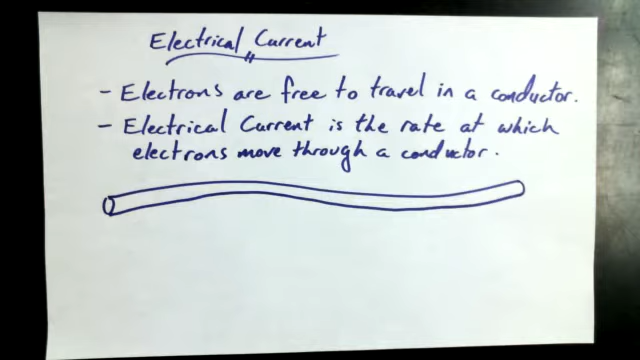 Electrical Current
- Electrons are free to travel in a conductor.
- Electrical Current is the rate at which
electrons move through a conductor.